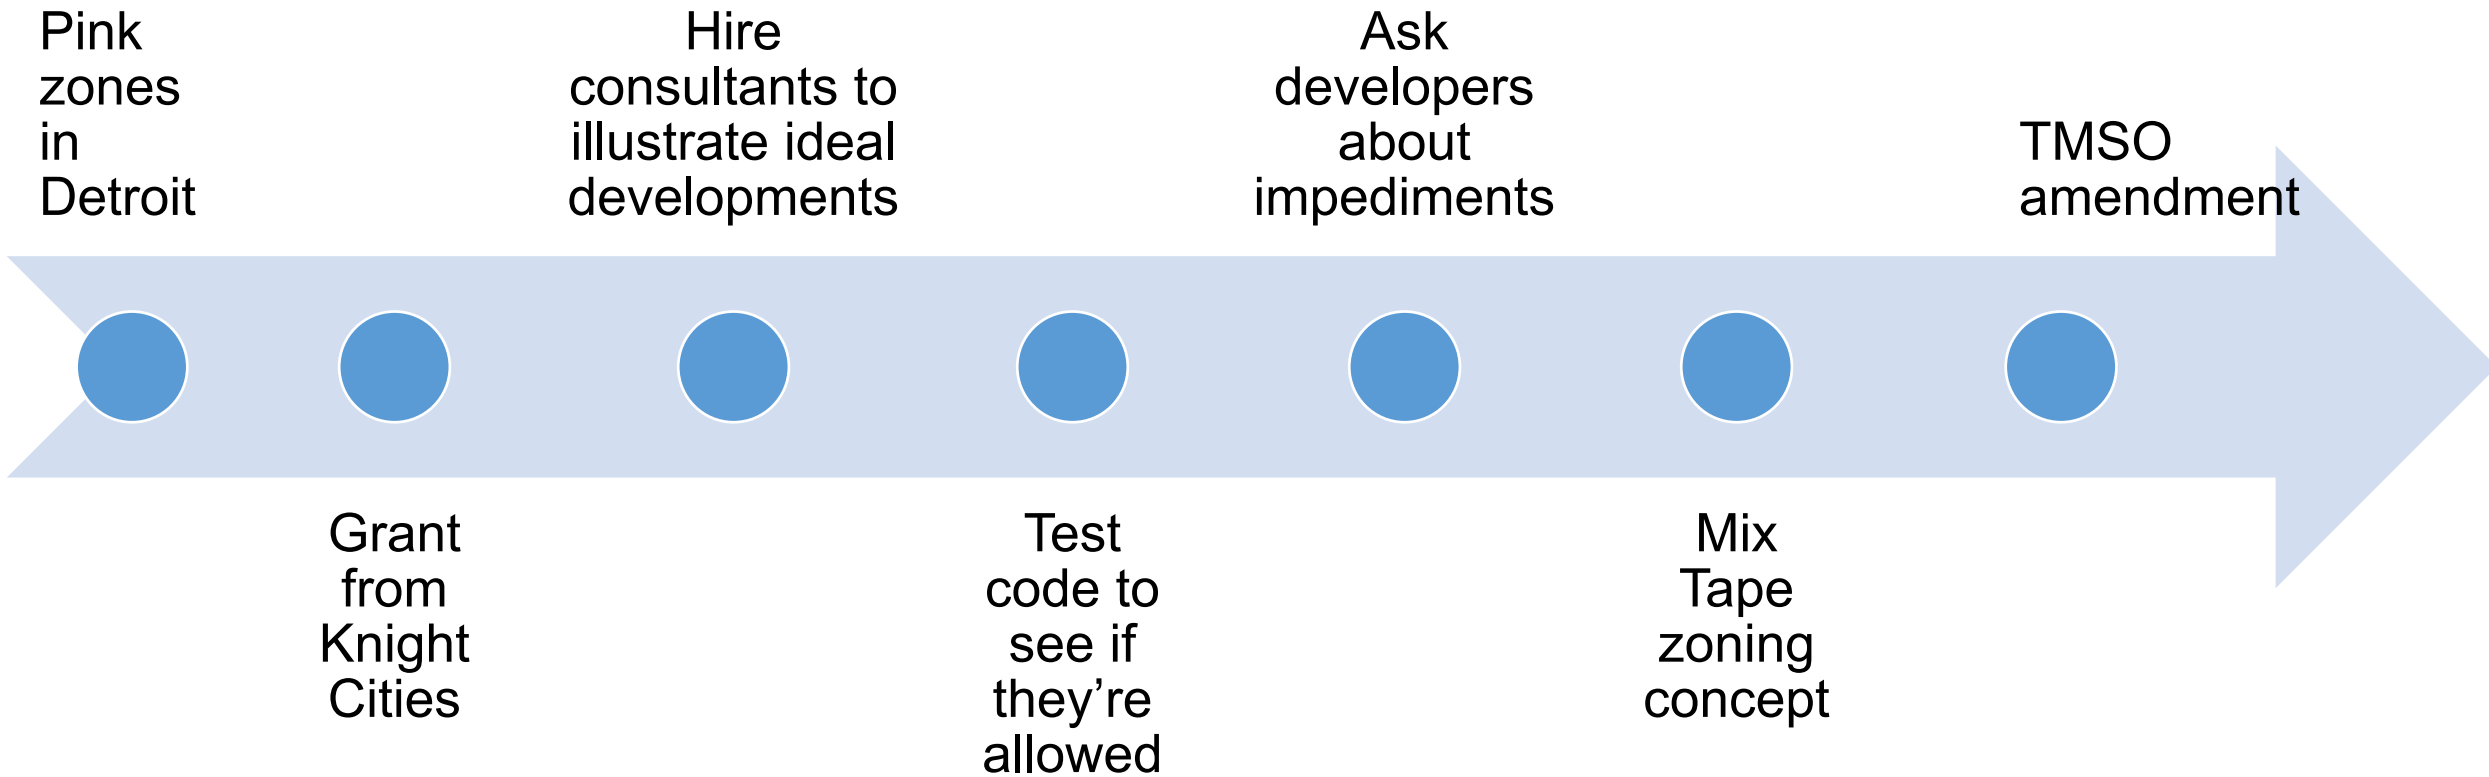 Pink
zones
in
Detroit
Grant
from
Knight
Cities
Hire
consultants to
illustrate ideal
developments
Test
code to
see if
they’re
allowed
Ask
developers
about
impediments
Mix
Tape
zoning
concept
TMSO
amendment